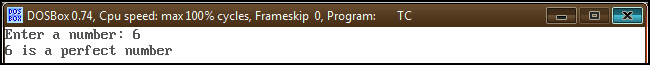 DOSBox 0.74, Cpu speed: max 100% cycles, Frameskip 0, Program: TC
Enter a number: 6
6 is a perfect number